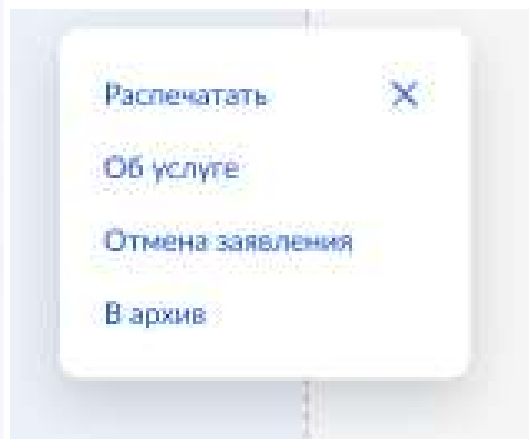 Распечатать
Об услуге
Отмена заявления
В архив